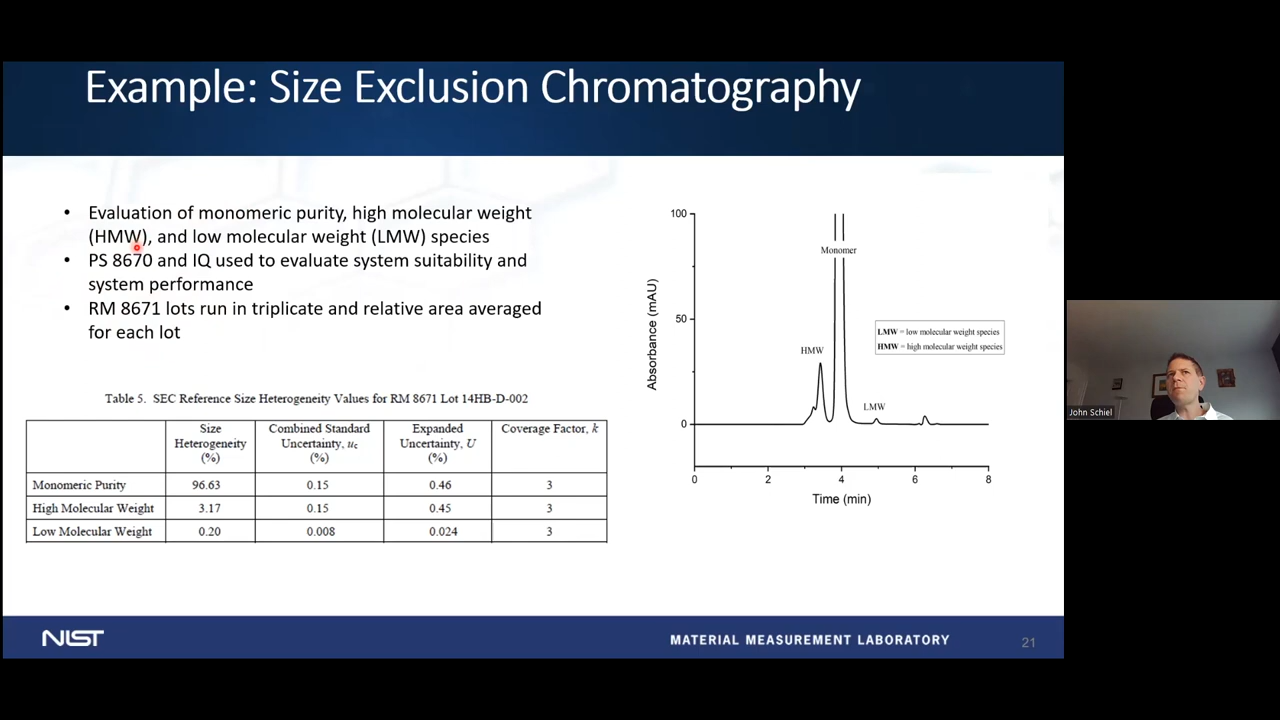 Example: Size Exclusion Chromatography
• Evaluation of monomeric purity, high molecular weight
(HMW), and low molecular weight (LMW) species
• PS 8670 and IQ used to evaluate system suitability and
system performance
• RM 8671 lots run in triplicate and relative area averaged
for each lot
Table 5. SEC Reference Size Heterogeneity Values for RM 8671 Lot 14HB-D-002
Size Heterogeneity (%) Combined Standard Uncertainty, uc (%) Expanded Uncertainty, U (%) Coverage Factor, k
Monomeric Purity 96.63 0.15 0.46 3
High Molecular Weight 3.17 0.15 0.45 3
Low Molecular Weight 0.20 0.008 0.024 3
100
50
0
Absorbance (mAU)
Monomer
HMW
LMW
LMW = low molecular weight species
HMW = high molecular weight species
0 2 4 6 8
Time (min)
John Schiel
NIST
MATERIAL MEASUREMENT LABORATORY
21